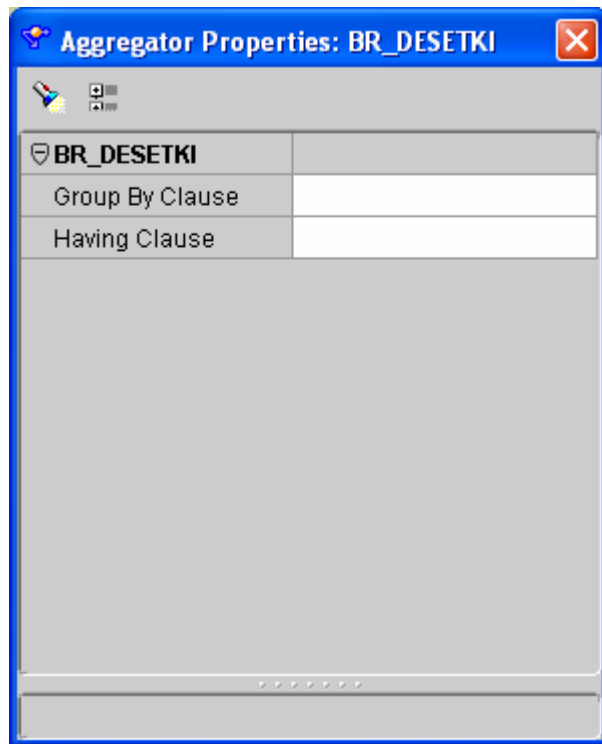 Aggregator Properties: BR_DESETKI
BR_DESETKI
Group By Clause
Having Clause